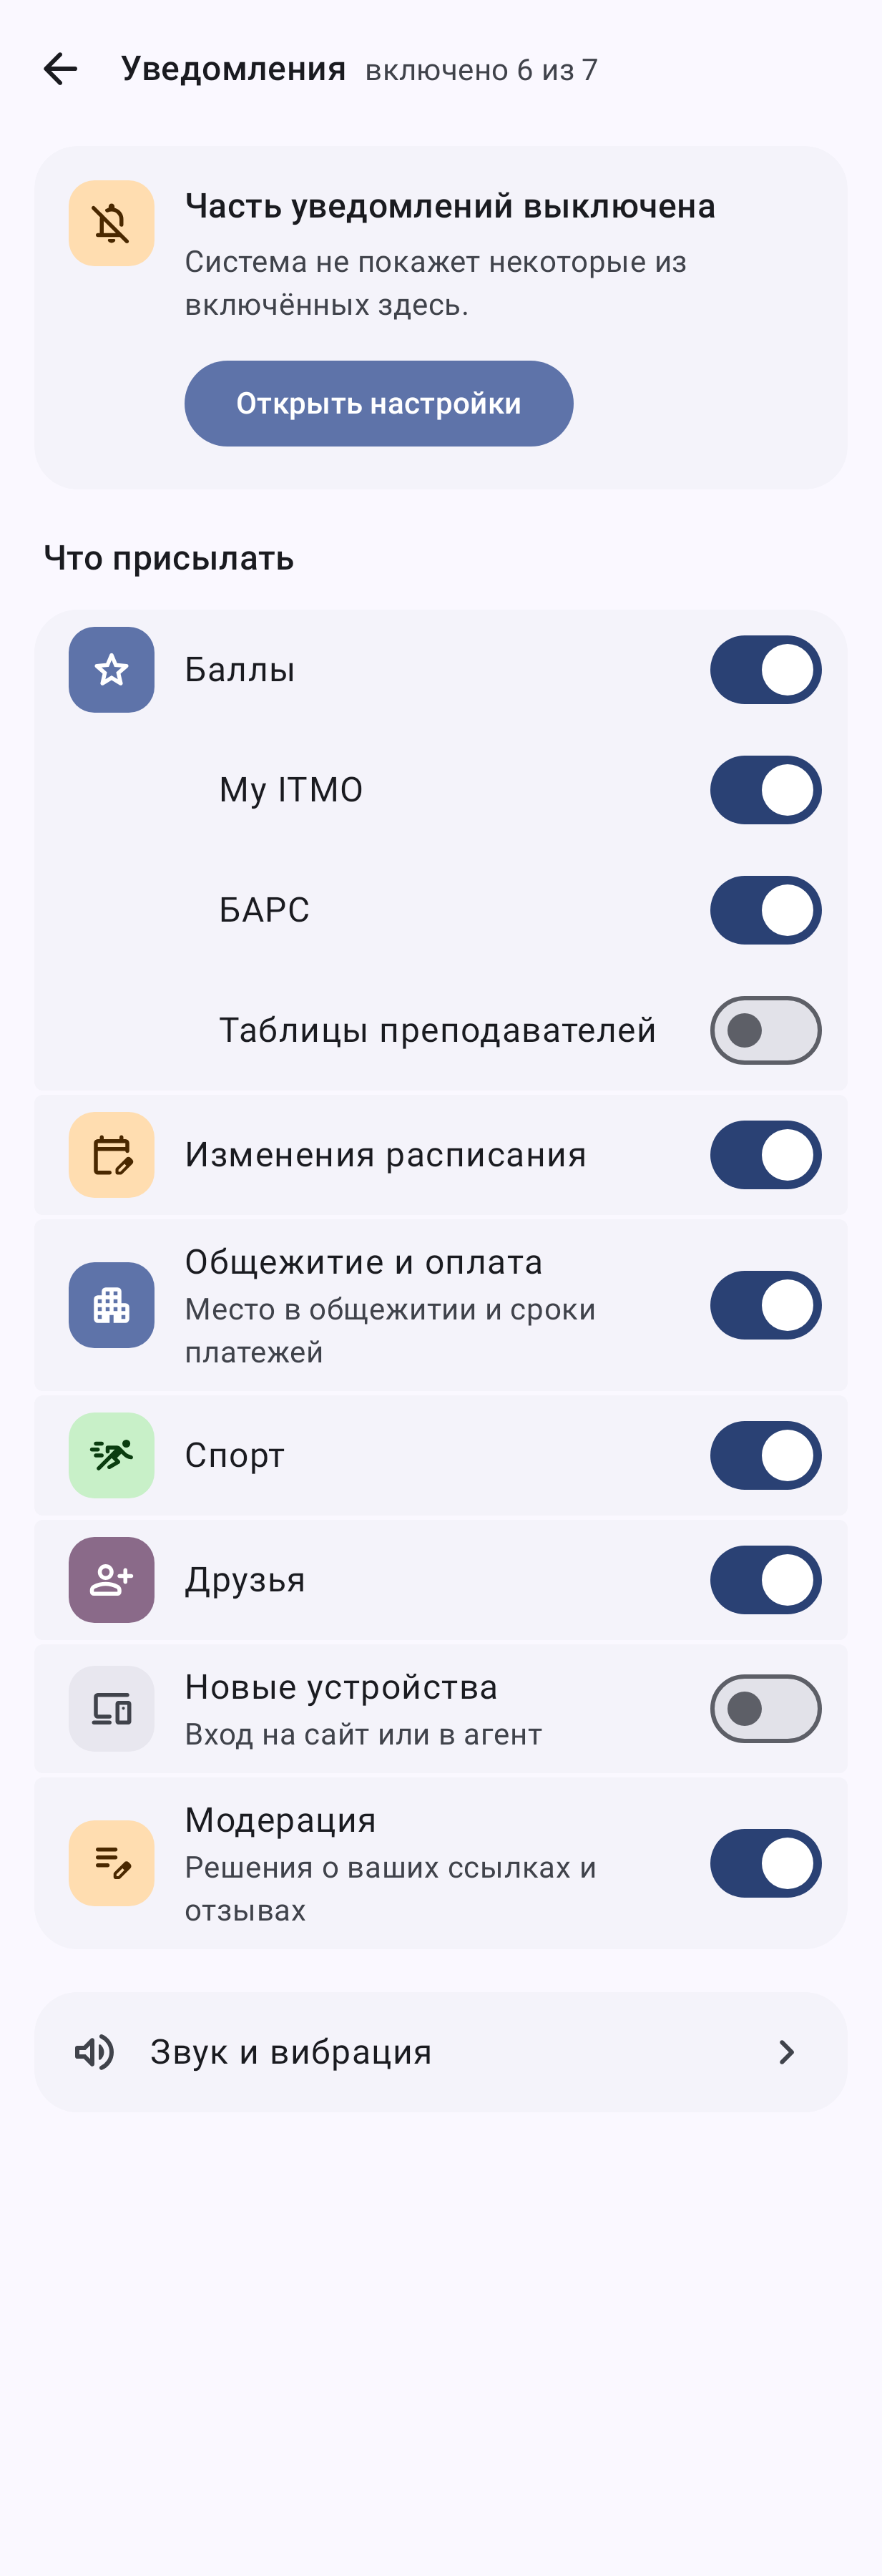 Уведомления включено 6 из 7
Часть уведомлений выключена
Система не покажет некоторые из
включённых здесь.
Открыть настройки
Что присылать
Баллы
My ITMO
БАРС
Таблицы преподавателей
Изменения расписания
Общежитие и оплата
Место в общежитии и сроки
платежей
Спорт
Друзья
Новые устройства
Вход на сайт или в агент
Модерация
Решения о ваших ссылках и
отзывах
Звук и вибрация